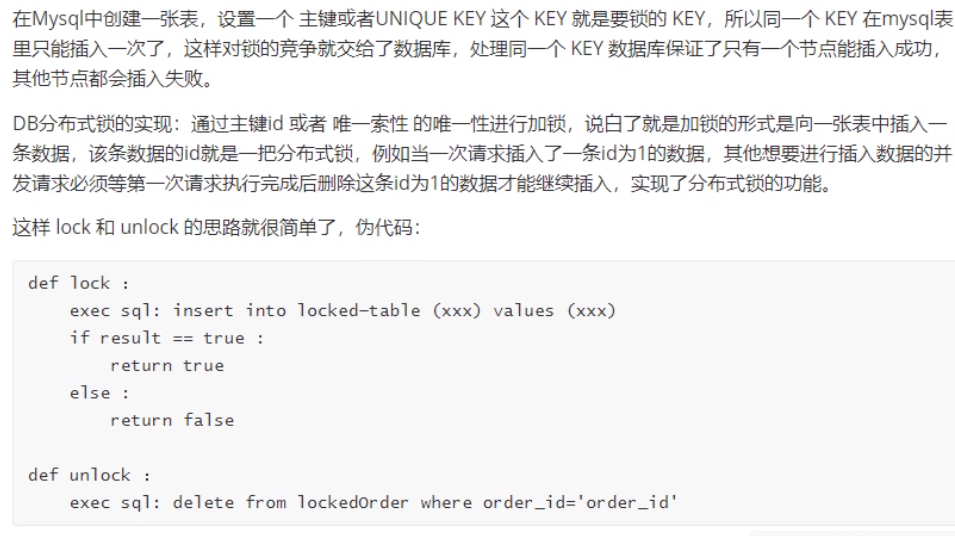 在Mysql中创建一张表，设置一个 主键或者UNIQUE KEY 这个 KEY 就是要锁的 KEY，所以同一个 KEY 在mysql表
里只能插入一次了，这样对锁的竞争就交给了数据库，处理同一个 KEY 数据库保证了只有一个节点能插入成功，
其他节点都会插入失败。
DB分布式锁的实现：通过主键id 或者 唯一索性 的唯一性进行加锁，说白了就是加锁的形式是向一张表中插入一
条数据，该条数据的id就是一把分布式锁，例如当一次请求插入了一条id为1的数据，其他想要进行插入数据的并
发请求必须等第一次请求执行完成后删除这条id为1的数据才能继续插入，实现了分布式锁的功能。
这样 lock 和 unlock 的思路就很简单了，伪代码：
def lock :
    exec sql: insert into locked—table (xxx) values (xxx)
    if result == true :
        return true
    else :
        return false
def unlock :
    exec sql: delete from lockedOrder where order_id='order_id'